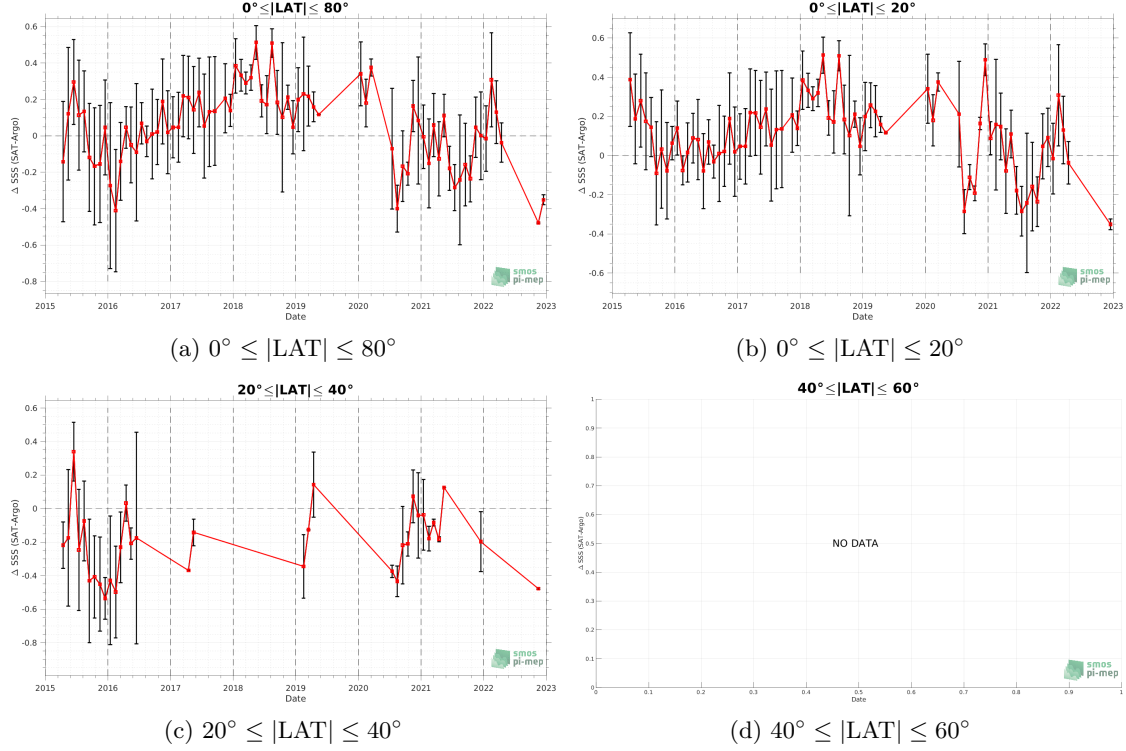 0°≤|LAT|≤ 80°
Δ SSS (SAT-Argo)
0.6
0.4
0.2
0
-0.2
-0.4
-0.6
-0.8
smos
pi-mep
2015 2016 2017 2018 2019 2020 2021 2022 2023
Date
(a) 0° ≤ |LAT| ≤ 80°
0°≤|LAT|≤ 20°
Δ SSS (SAT-Argo)
0.6
0.4
0.2
0
-0.2
-0.4
-0.6
smos
pi-mep
2015 2016 2017 2018 2019 2020 2021 2022 2023
Date
(b) 0° ≤ |LAT| ≤ 20°
20°≤|LAT|≤ 40°
Δ SSS (SAT-Argo)
0.6
0.4
0.2
0
-0.2
-0.4
-0.6
-0.8
smos
pi-mep
2015 2016 2017 2018 2019 2020 2021 2022 2023
Date
(c) 20° ≤ |LAT| ≤ 40°
40°≤|LAT|≤ 60°
Δ SSS (SAT-Argo)
1
0.9
0.8
0.7
0.6
0.5
0.4
0.3
0.2
0.1
0
NO DATA
smos
pi-mep
0 0.1 0.2 0.3 0.4 0.5 0.6 0.7 0.8 0.9 1
Date
(d) 40° ≤ |LAT| ≤ 60°